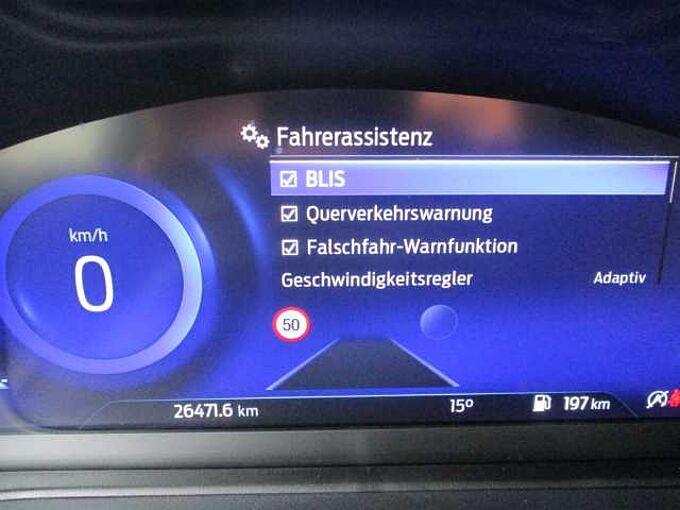 Fahrerassistenz
BLIS
km/h
Querverkehrswarnung
0
Falschfahr-Warnfunktion
Geschwindigkeitsregler Adaptiv
50
26471.6 km 15° 197 km